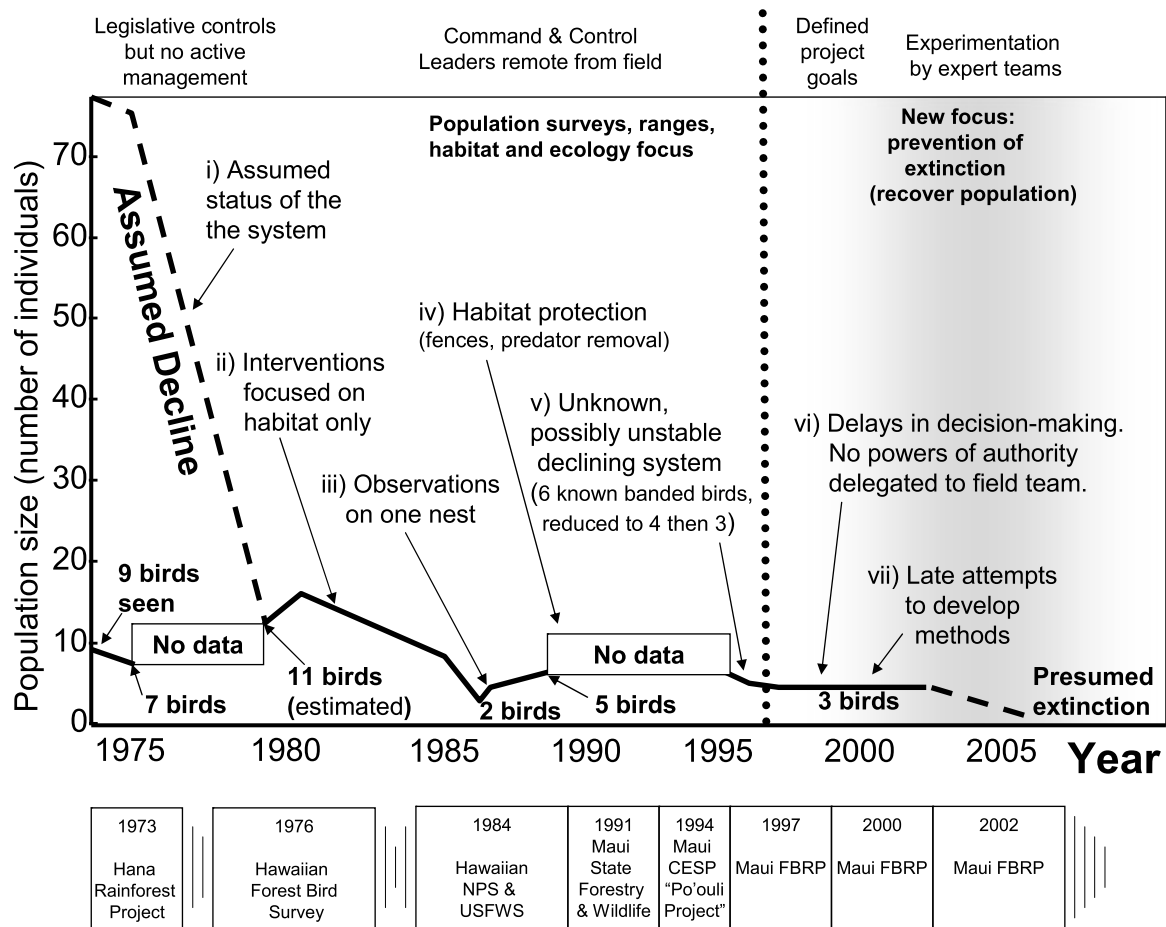 Legislative controls
but no active
management
Command & Control
Leaders remote from field
Defined
project
goals
Experimentation
by expert teams
Population surveys, ranges,
habitat and ecology focus
New focus:
prevention of
extinction
(recover population)
Population size (number of individuals)
70
60
50
40
30
20
10
0
Assumed Decline
i) Assumed
status of the
the system
ii) Interventions
focused on
habitat only
iii) Observations
on one nest
iv) Habitat protection
(fences, predator removal)
v) Unknown,
possibly unstable
declining system
(6 known banded birds,
reduced to 4 then 3)
vi) Delays in decision-making.
No powers of authority
delegated to field team.
vii) Late attempts
to develop
methods
9 birds
seen
No data
7 birds
11 birds
(estimated)
2 birds
No data
5 birds
3 birds
Presumed
extinction
1975
1980
1985
1990
1995
2000
2005
Year
1973
Hana
Rainforest
Project
1976
Hawaiian
Forest Bird
Survey
1984
Hawaiian
NPS &
USFWS
1991
Maui
State
Forestry
& Wildlife
1994
Maui
CESP
“Po’ouli
Project”
1997
Maui FBRP
2000
Maui FBRP
2002
Maui FBRP